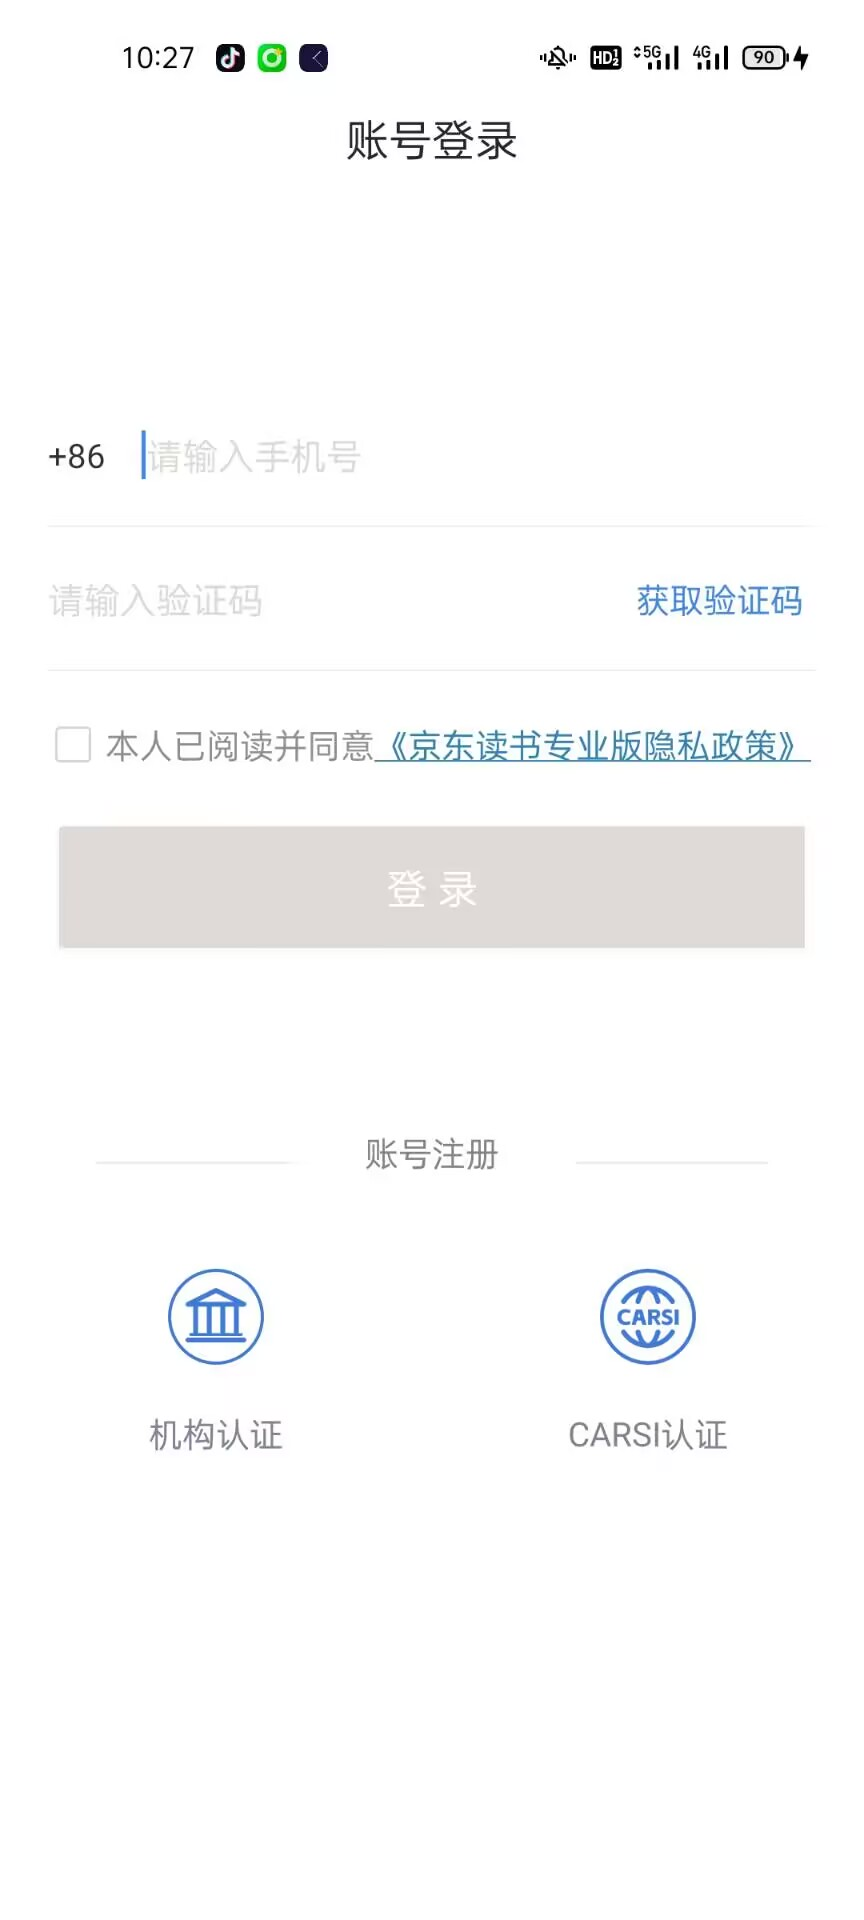 10:27 HD 5G 4G 90
账号登录
+86 请输入手机号
请输入验证码 获取验证码
本人已阅读并同意《京东读书专业版隐私政策》
登 录
账号注册
CARSI
机构认证 CARSI认证